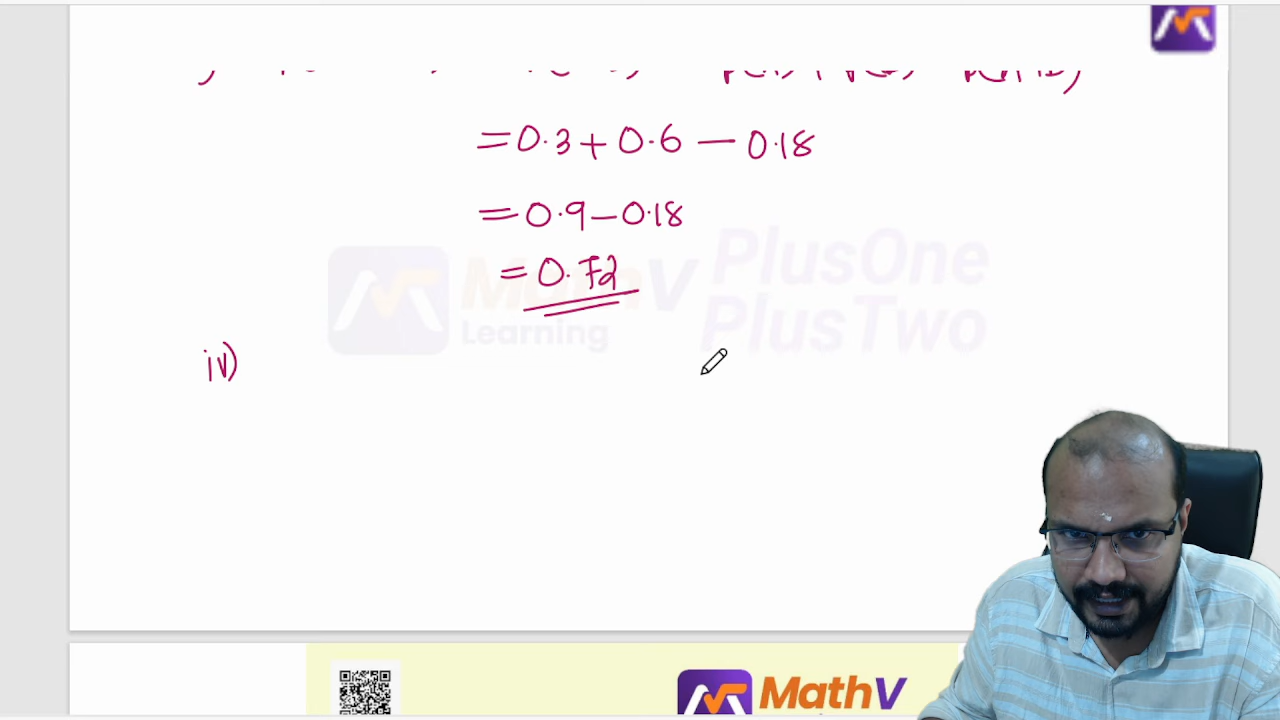 = 0.3 + 0.6 − 0.18
= 0.9 − 0.18
= 0.72
PlusOne
MathV
Learning
PlusTwo
iv)
MathV